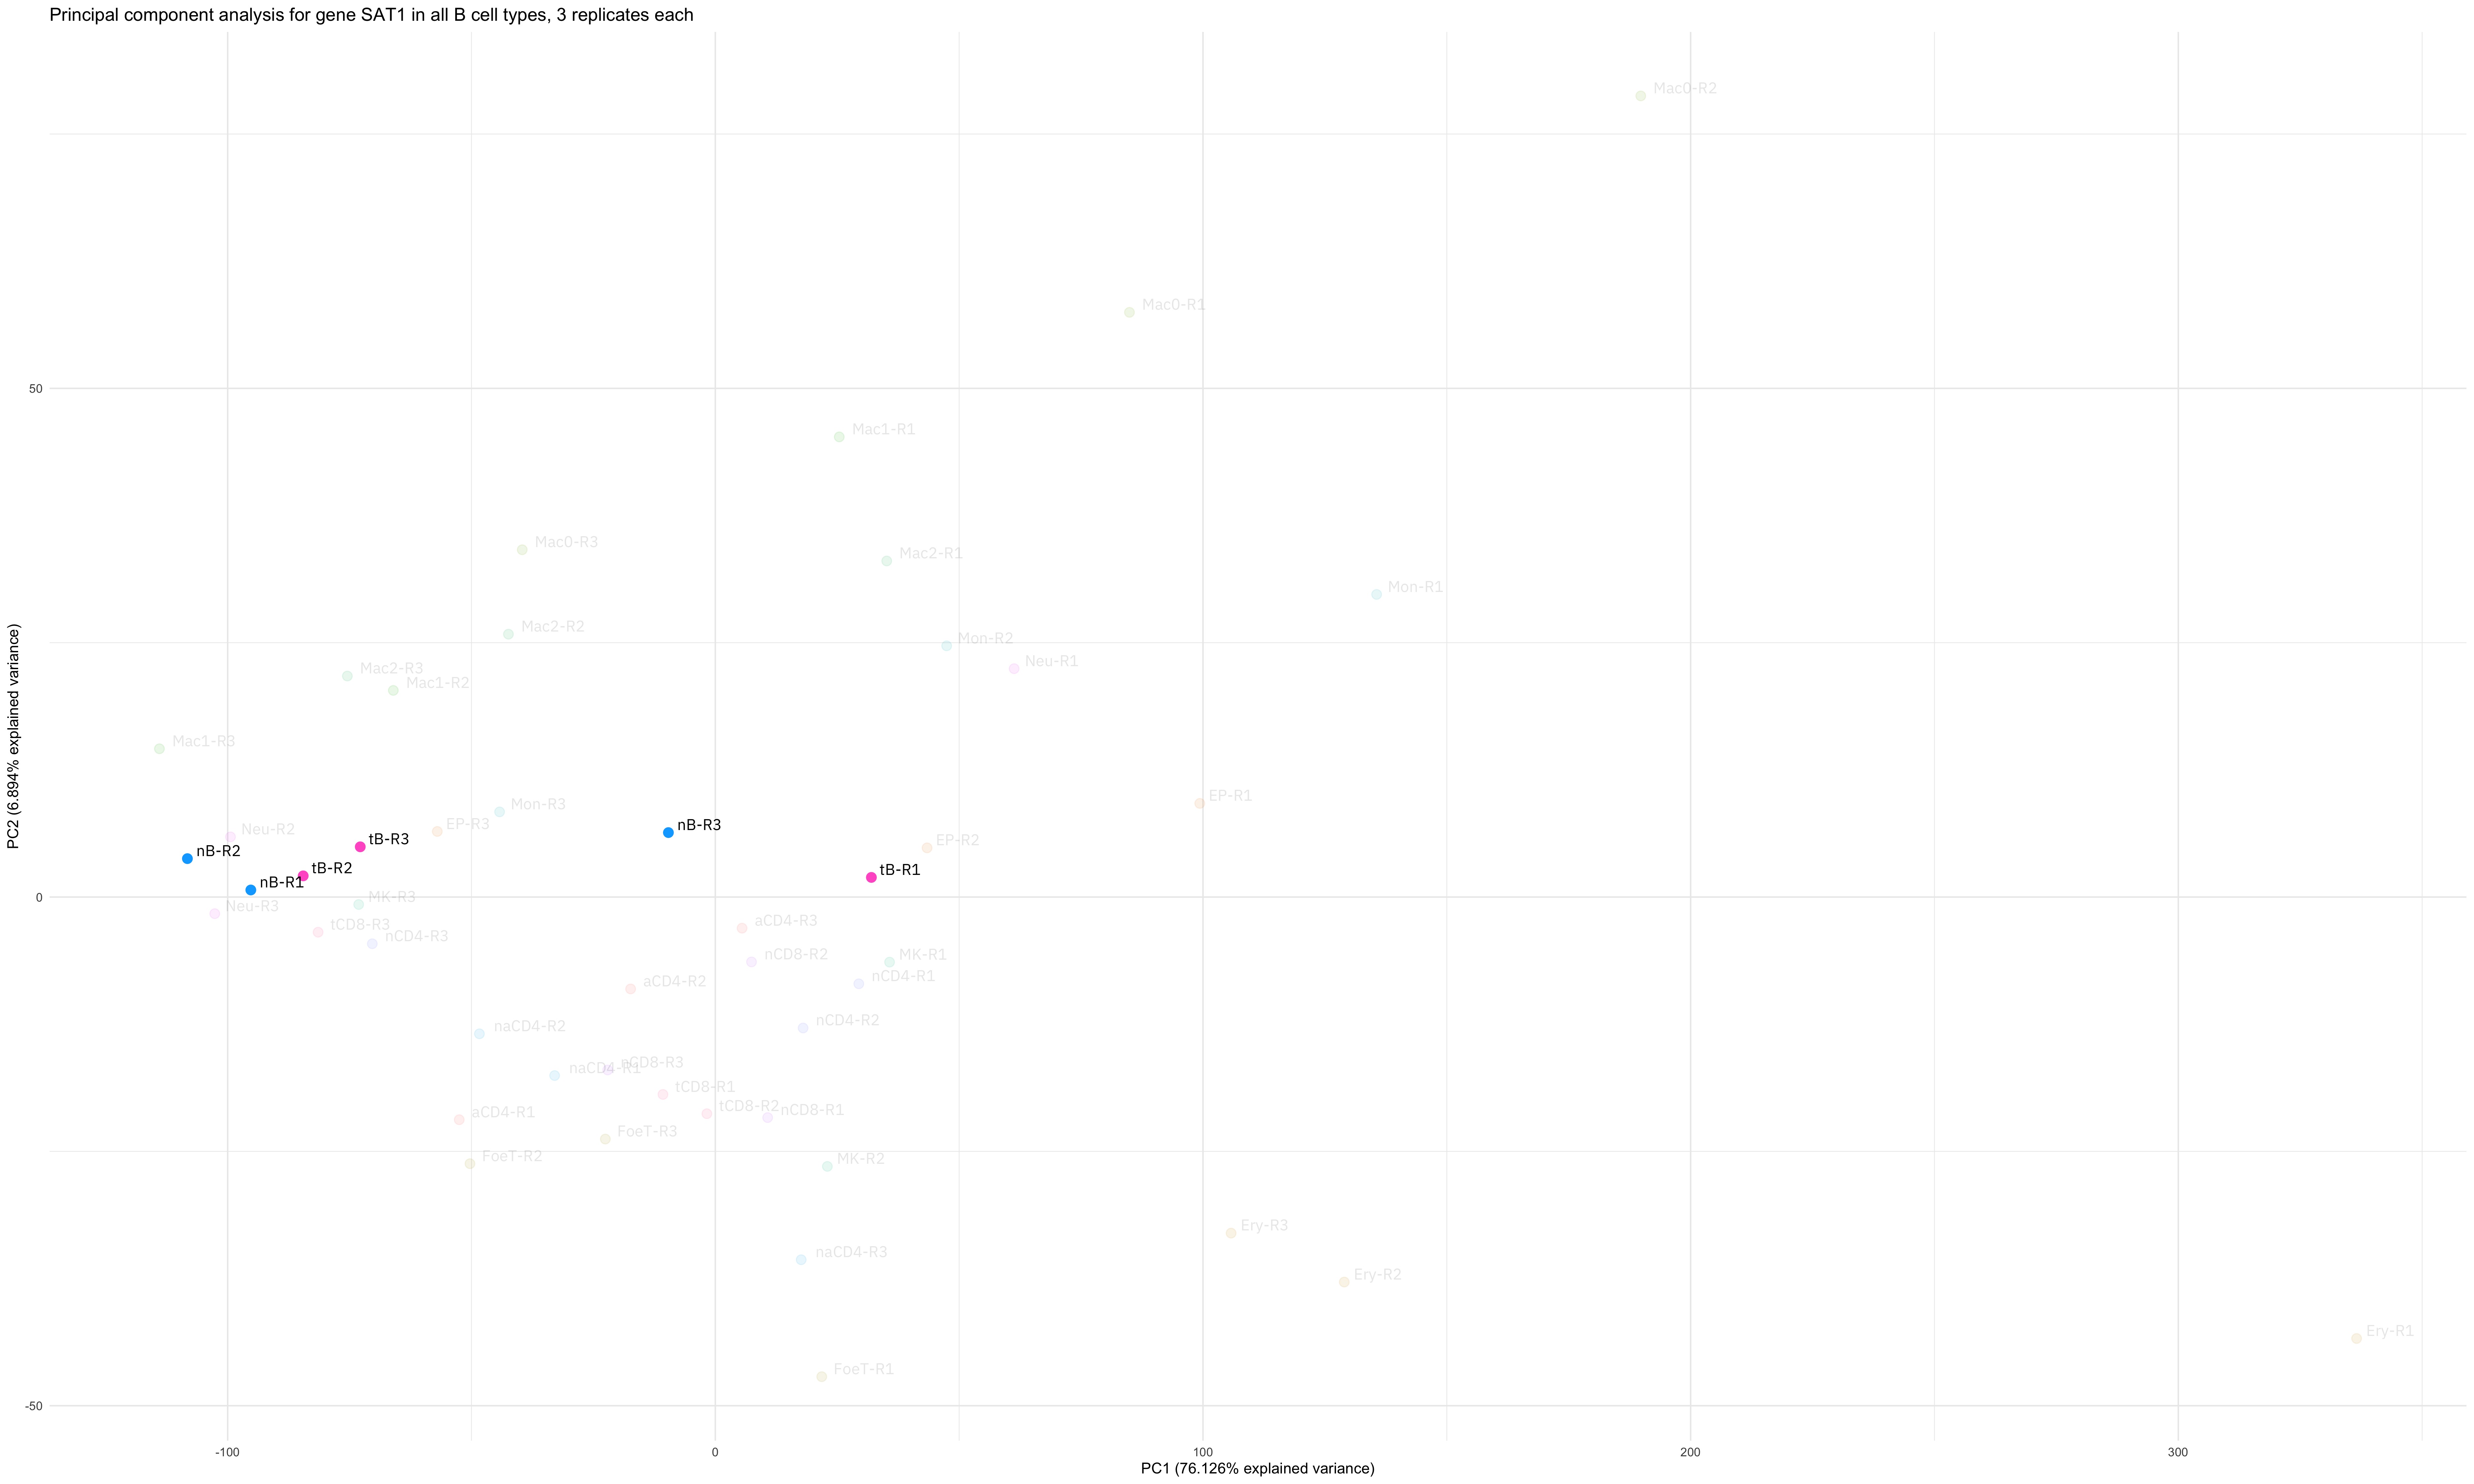 Principal component analysis for gene SAT1 in all B cell types, 3 replicates each
Mac0-R2
Mac0-R1
50
Mac1-R1
Mac0-R3
Mac2-R1
Mon-R1
Mac2-R2
Mon-R2
Neu-R1
Mac2-R3
Mac1-R2
Mac1-R3
EP-R1
Mon-R3
EP-R3
nB-R3
Neu-R2
tB-R3
EP-R2
nB-R2
tB-R2
tB-R1
nB-R1
MK-R3
0
Neu-R3
aCD4-R3
tCD8-R3
nCD4-R3
nCD8-R2
MK-R1
nCD4-R1
aCD4-R2
nCD4-R2
naCD4-R2
nCD8-R3
naCD4-R1
tCD8-R1
tCD8-R2
nCD8-R1
aCD4-R1
FoeT-R3
FoeT-R2
MK-R2
Ery-R3
naCD4-R3
Ery-R2
Ery-R1
FoeT-R1
-50
-100 0 100 200 300
PC1 (76.126% explained variance)
PC2 (6.894% explained variance)